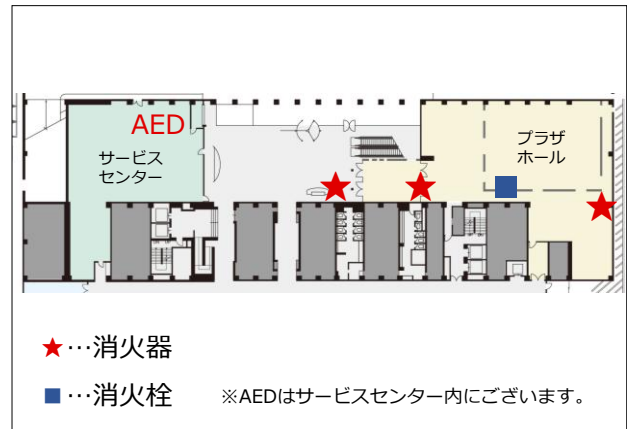 AED
サービス
センター
プラザ
ホール
★…消火器
■…消火栓
※AEDはサービスセンター内にございます。